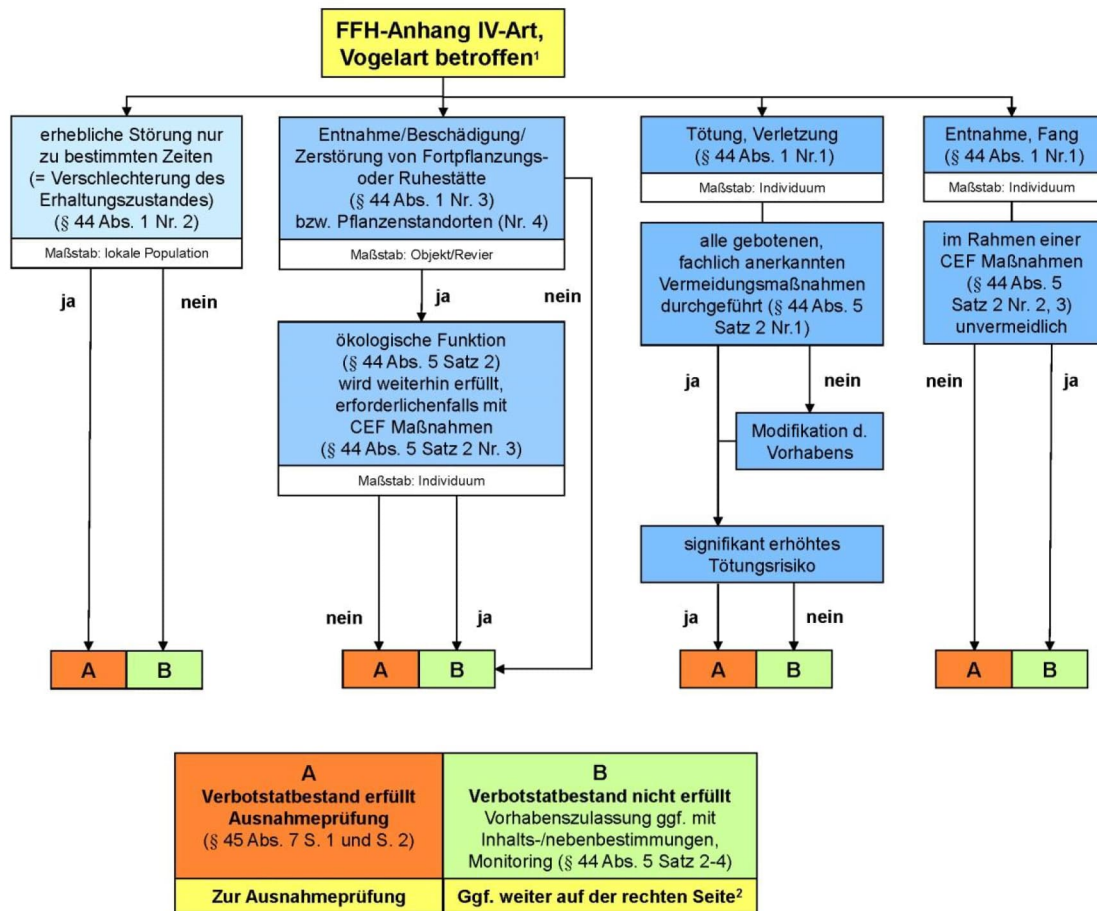 FFH-Anhang IV-Art,
Vogelart betroffen¹
erhebliche Störung nur
zu bestimmten Zeiten
(= Verschlechterung des
Erhaltungszustandes)
(§ 44 Abs. 1 Nr. 2)
Maßstab: lokale Population
ja
nein
Entnahme/Beschädigung/
Zerstörung von Fortpflanzungs-
oder Ruhestätte
(§ 44 Abs. 1 Nr. 3)
bzw. Pflanzenstandorten (Nr. 4)
Maßstab: Objekt/Revier
ja
nein
ökologische Funktion
(§ 44 Abs. 5 Satz 2)
wird weiterhin erfüllt,
erforderlichenfalls mit
CEF Maßnahmen
(§ 44 Abs. 5 Satz 2 Nr. 3)
Maßstab: Individuum
nein
ja
Tötung, Verletzung
(§ 44 Abs. 1 Nr.1)
Maßstab: Individuum
alle gebotenen,
fachlich anerkannten
Vermeidungsmaßnahmen
durchgeführt (§ 44 Abs. 5
Satz 2 Nr.1)
ja
nein
Modifikation d.
Vorhabens
signifikant erhöhtes
Tötungsrisiko
ja
nein
Entnahme, Fang
(§ 44 Abs. 1 Nr.1)
Maßstab: Individuum
im Rahmen einer
CEF Maßnahmen
(§ 44 Abs. 5
Satz 2 Nr. 2, 3)
unvermeidlich
nein
ja
A B
A B
A B
A B
A
Verbotstatbestand erfüllt
Ausnahmeprüfung
(§ 45 Abs. 7 S. 1 und S. 2)
Zur Ausnahmeprüfung
B
Verbotstatbestand nicht erfüllt
Vorhabenszulassung ggf. mit
Inhalts-/nebenbestimmungen,
Monitoring (§ 44 Abs. 5 Satz 2-4)
Ggf. weiter auf der rechten Seite²